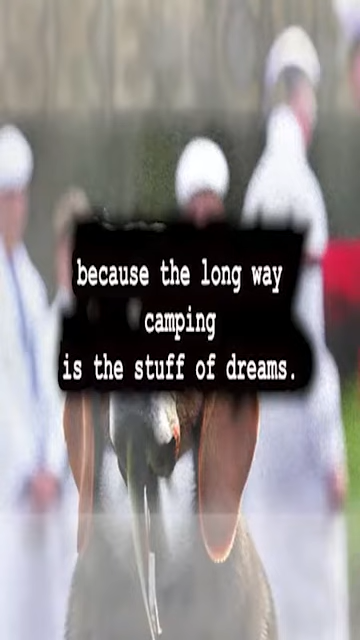 because the long way
camping
is the stuff of dreams.